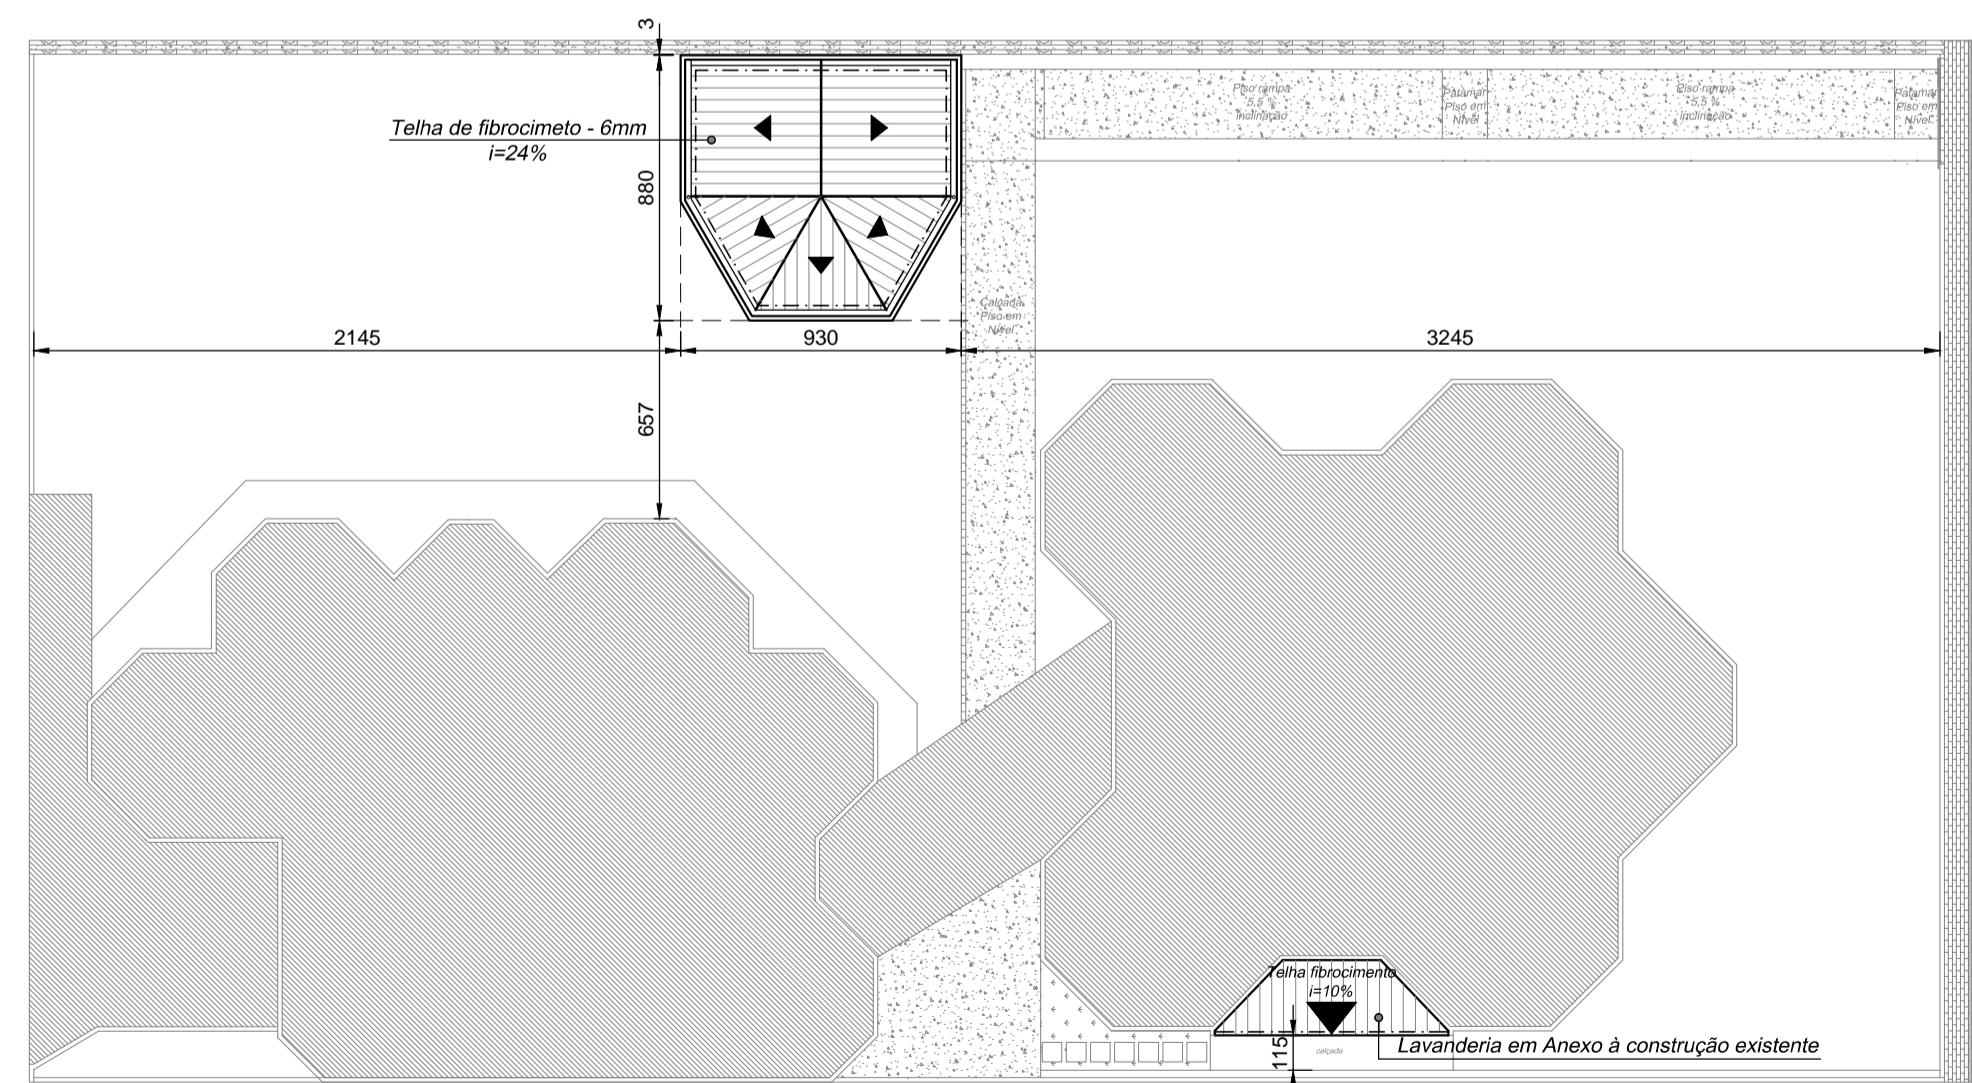 3
Piso rampa
5,5 %
inclinação
Patamar
Piso em
Nível
Piso rampa
5,5 %
inclinação
Patamar
Piso em
Nível
Telha de fibrocimeto - 6mm
i=24%
880
Calçada
Piso em
Nível
2145
930
3245
657
Telha fibrocimento
i=10%
115
calçada
Lavanderia em Anexo à construção existente